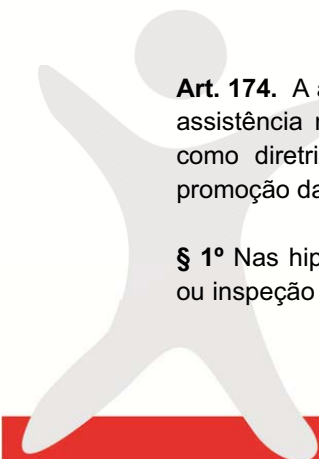 Art. 174. A a
assistência r
como diretri
promoção da
§ 1º Nas hip
ou inspeção